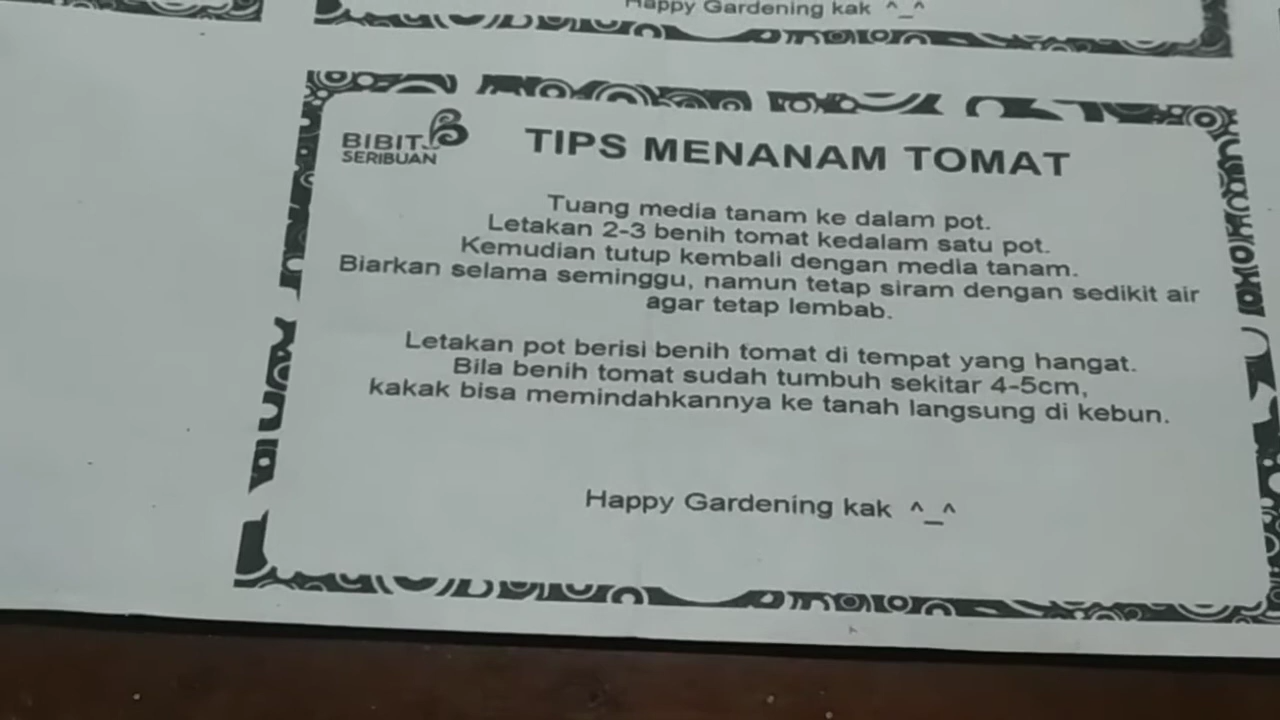 Happy Gardening kak ^_^
BIBIT
SERIBUAN
TIPS MENANAM TOMAT
Tuang media tanam ke dalam pot.
Letakan 2-3 benih tomat kedalam satu pot.
Kemudian tutup kembali dengan media tanam.
Biarkan selama seminggu, namun tetap siram dengan sedikit air
agar tetap lembab.
Letakan pot berisi benih tomat di tempat yang hangat.
Bila benih tomat sudah tumbuh sekitar 4-5cm,
kakak bisa memindahkannya ke tanah langsung di kebun.
Happy Gardening kak ^_^